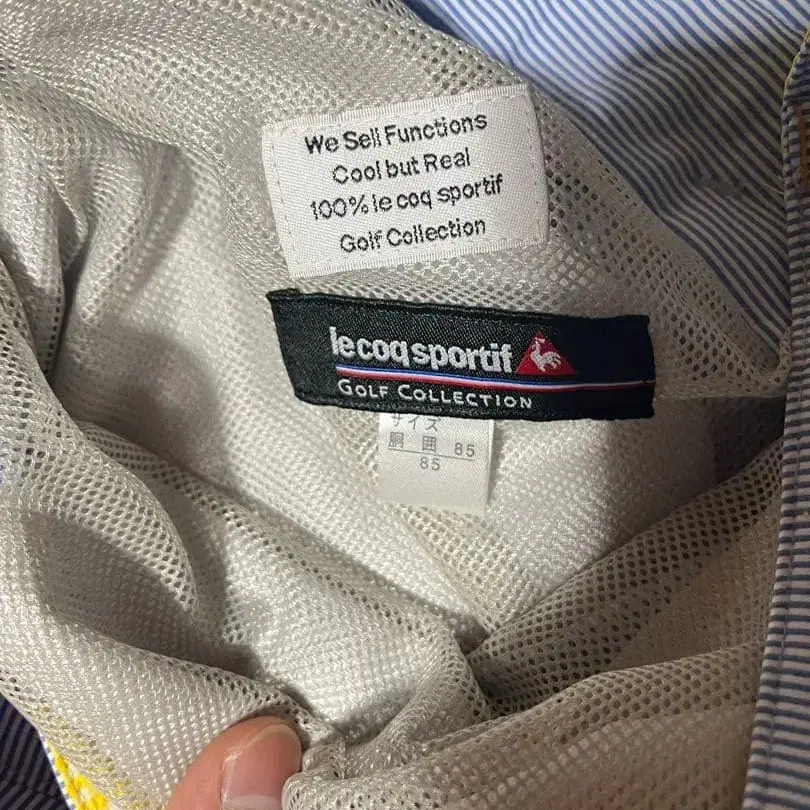 We Sell Functions
Cool but Real
100% le coq sportif
Golf Collection
le coq sportif
GOLF COLLECTION
サイズ
胴 囲 85
85